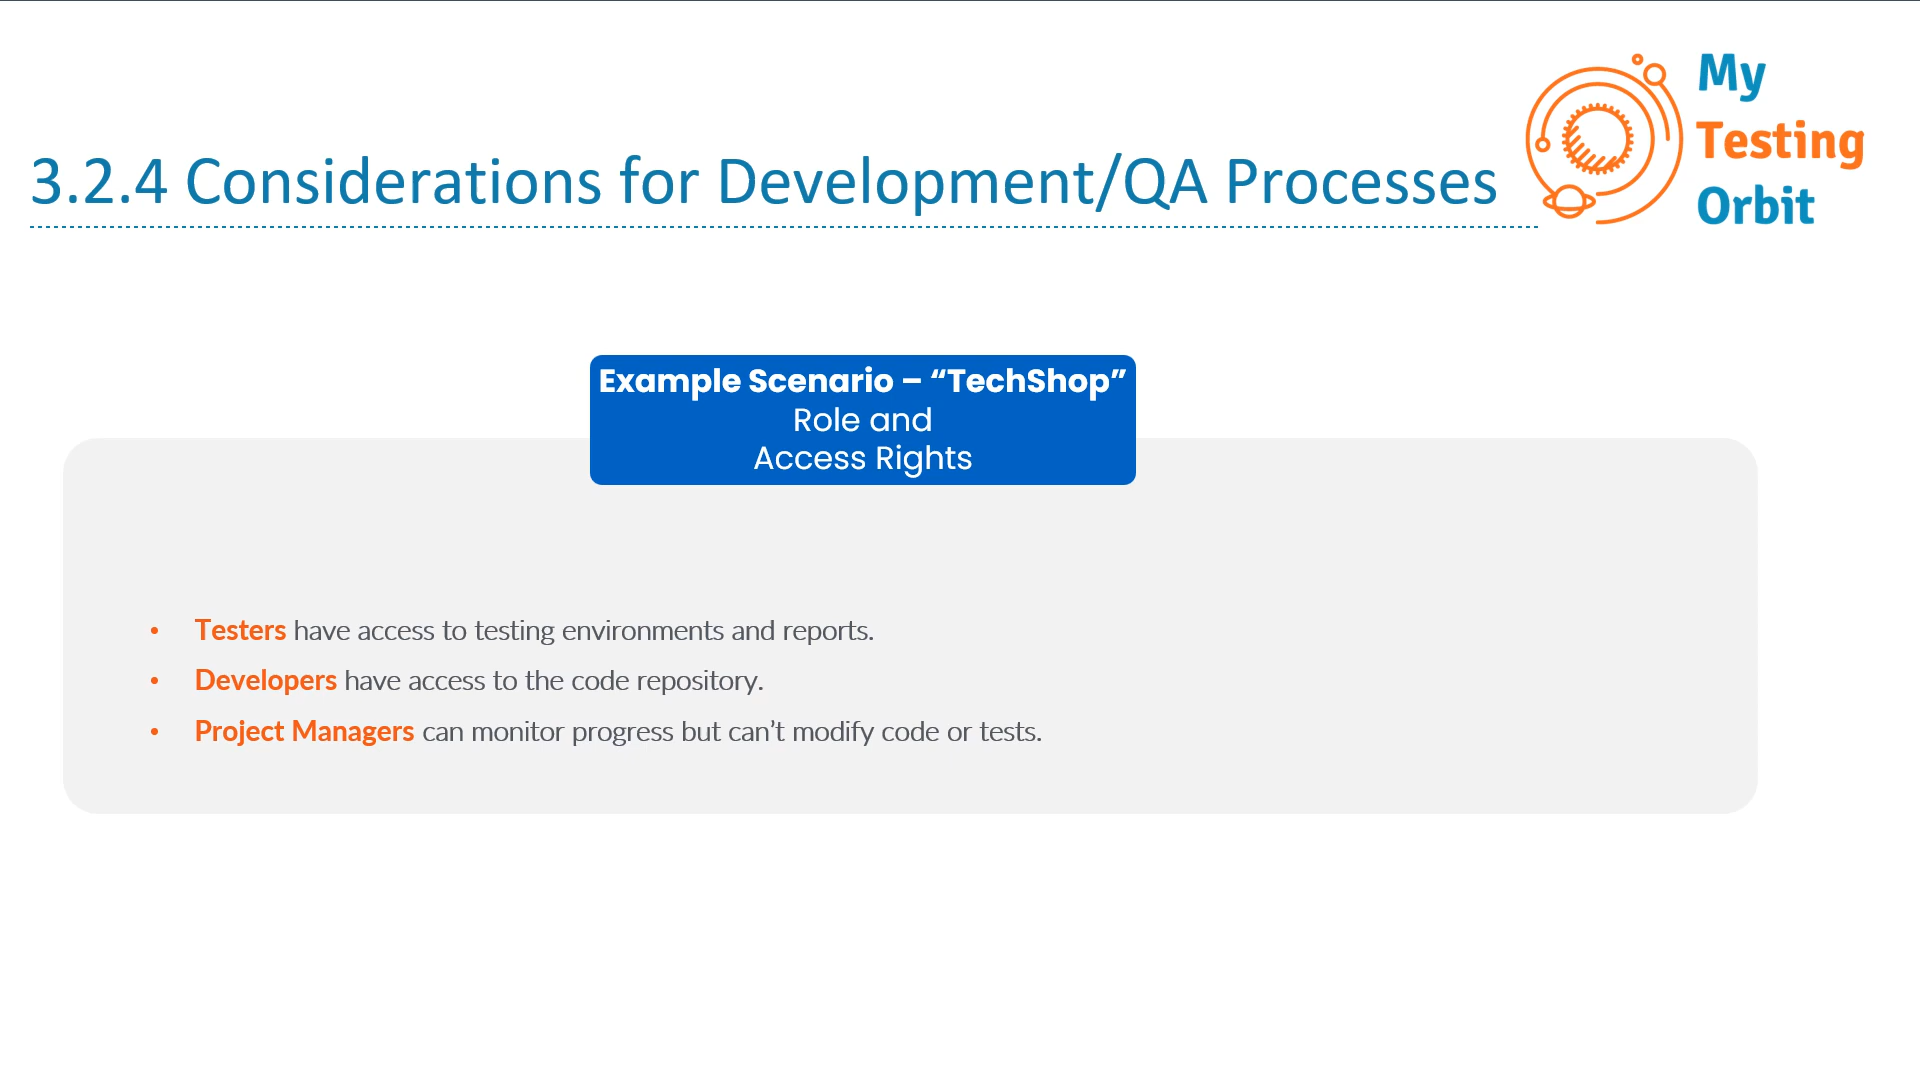 My
Testing
Orbit
3.2.4 Considerations for Development/QA Processes
Example Scenario – “TechShop”
Role and
Access Rights
• Testers have access to testing environments and reports.
• Developers have access to the code repository.
• Project Managers can monitor progress but can’t modify code or tests.